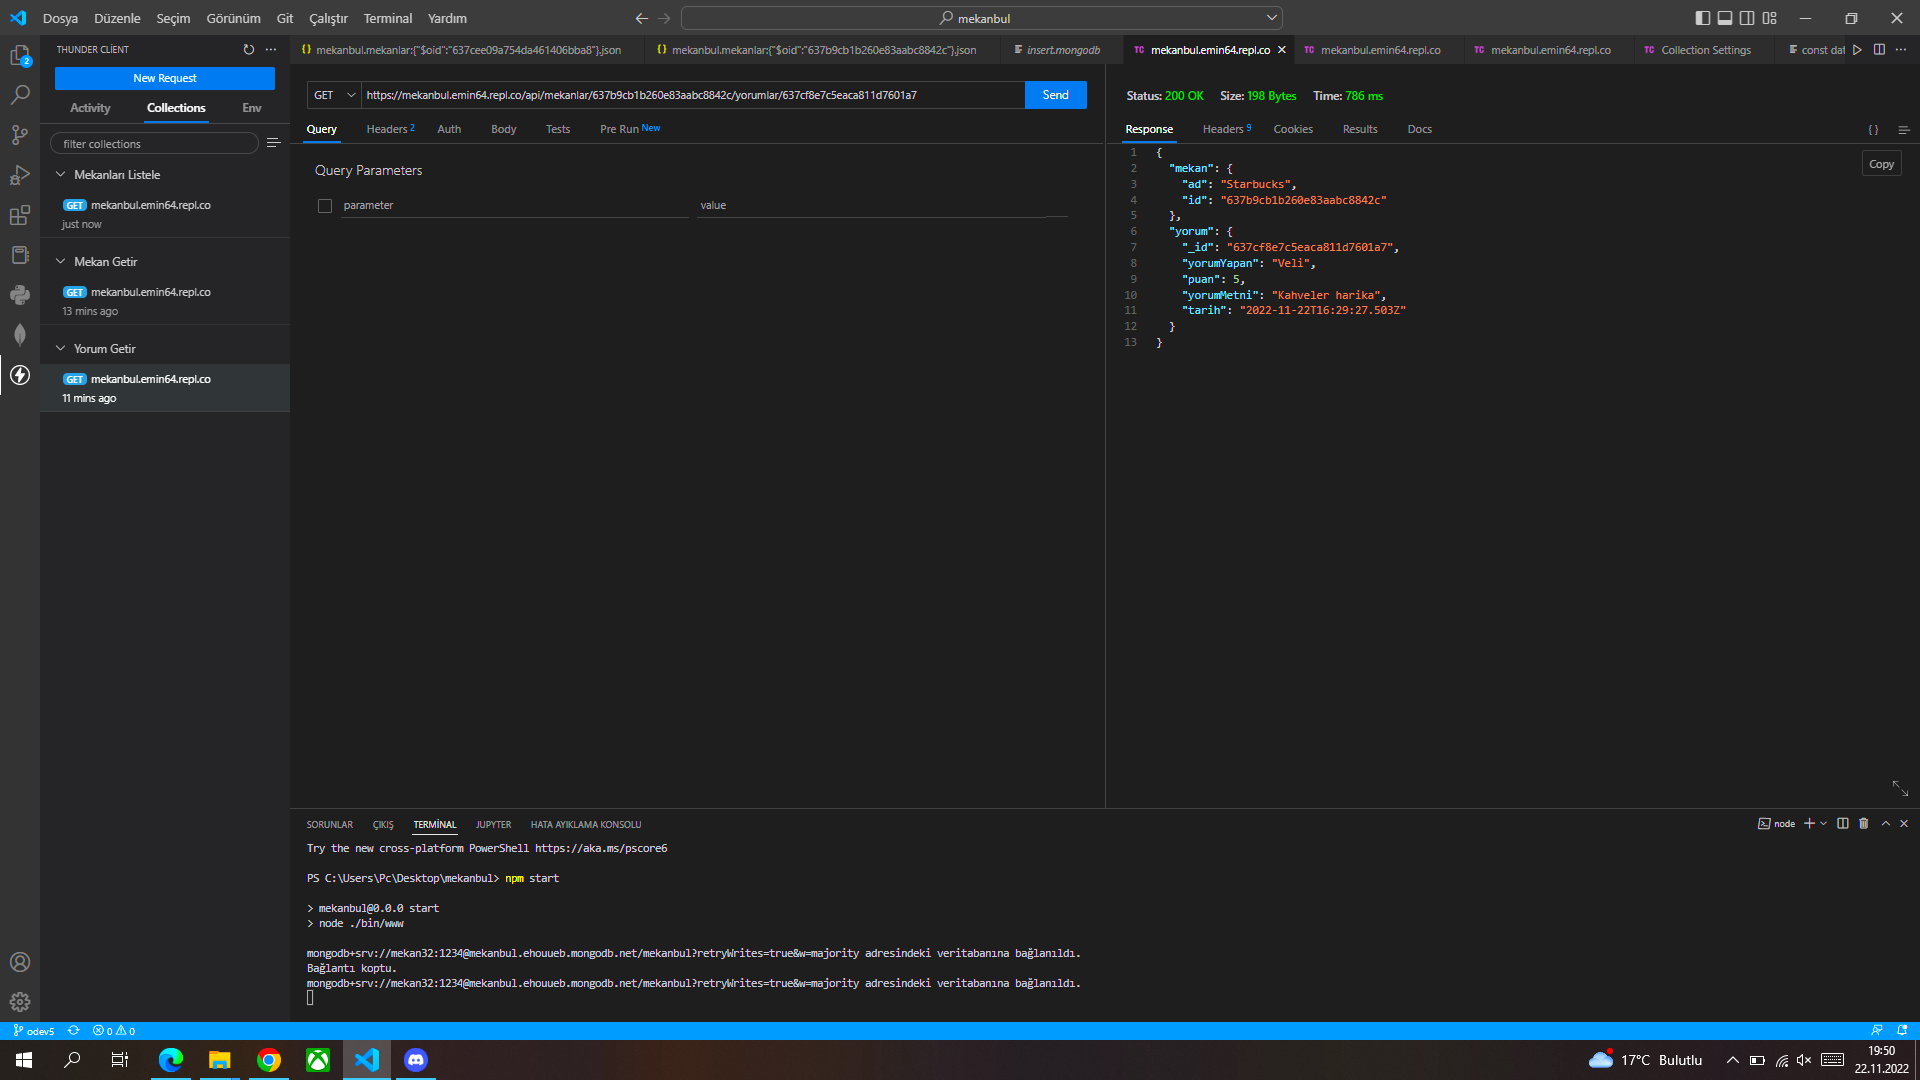 Dosya Düzenle Seçim Görünüm Git Çalıştır Terminal Yardım
mekanbul
THUNDER CLİENT
New Request
Activity Collections Env
filter collections
Mekanları Listele
GET mekanbul.emin64.repl.co
just now
Mekan Getir
GET mekanbul.emin64.repl.co
13 mins ago
Yorum Getir
GET mekanbul.emin64.repl.co
11 mins ago
2
{} mekanbul.mekanlar:{"$oid":"637cee09a754da461406bba8"}.json
{} mekanbul.mekanlar:{"$oid":"637b9cb1b260e83aabc8842c"}.json
insert.mongodb
TC mekanbul.emin64.repl.co
TC mekanbul.emin64.repl.co
TC mekanbul.emin64.repl.co
TC Collection Settings
const dat
GET https://mekanbul.emin64.repl.co/api/mekanlar/637b9cb1b260e83aabc8842c/yorumlar/637cf8e7c5eaca811d7601a7 Send
Query Headers 2 Auth Body Tests Pre Run New
Query Parameters
parameter value
Status: 200 OK Size: 198 Bytes Time: 786 ms
Response Headers 9 Cookies Results Docs {}
Copy
1 {
2 "mekan": {
3 "ad": "Starbucks",
4 "id": "637b9cb1b260e83aabc8842c"
5 },
6 "yorum": {
7 "_id": "637cf8e7c5eaca811d7601a7",
8 "yorumYapan": "Veli",
9 "puan": 5,
10 "yorumMetni": "Kahveler harika",
11 "tarih": "2022-11-22T16:29:27.503Z"
12 }
13 }
SORUNLAR ÇIKIŞ TERMİNAL JUPYTER HATA AYIKLAMA KONSOLU
node
Try the new cross-platform PowerShell https://aka.ms/pscore6
PS C:\Users\Pc\Desktop\mekanbul> npm start
> mekanbul@0.0.0 start
> node ./bin/www
mongodb+srv://mekan32:1234@mekanbul.ehouueb.mongodb.net/mekanbul?retryWrites=true&w=majority adresindeki veritabanına bağlanıldı.
Bağlantı koptu.
mongodb+srv://mekan32:1234@mekanbul.ehouueb.mongodb.net/mekanbul?retryWrites=true&w=majority adresindeki veritabanına bağlanıldı.
odev5 0 0
17°C Bulutlu
19:50
22.11.2022